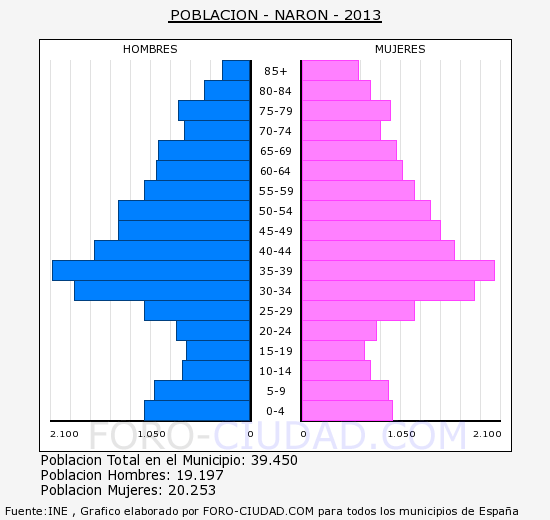 POBLACION - NARON - 2013
HOMBRES MUJERES
85+
80-84
75-79
70-74
65-69
60-64
55-59
50-54
45-49
40-44
35-39
30-34
25-29
20-24
15-19
10-14
5-9
0-4
2.100 1.050 0 0 1.050 2.100
FORO-CIUDAD.COM
Poblacion Total en el Municipio: 39.450
Poblacion Hombres: 19.197
Poblacion Mujeres: 20.253
Fuente:INE , Grafico elaborado por FORO-CIUDAD.COM para todos los municipios de España